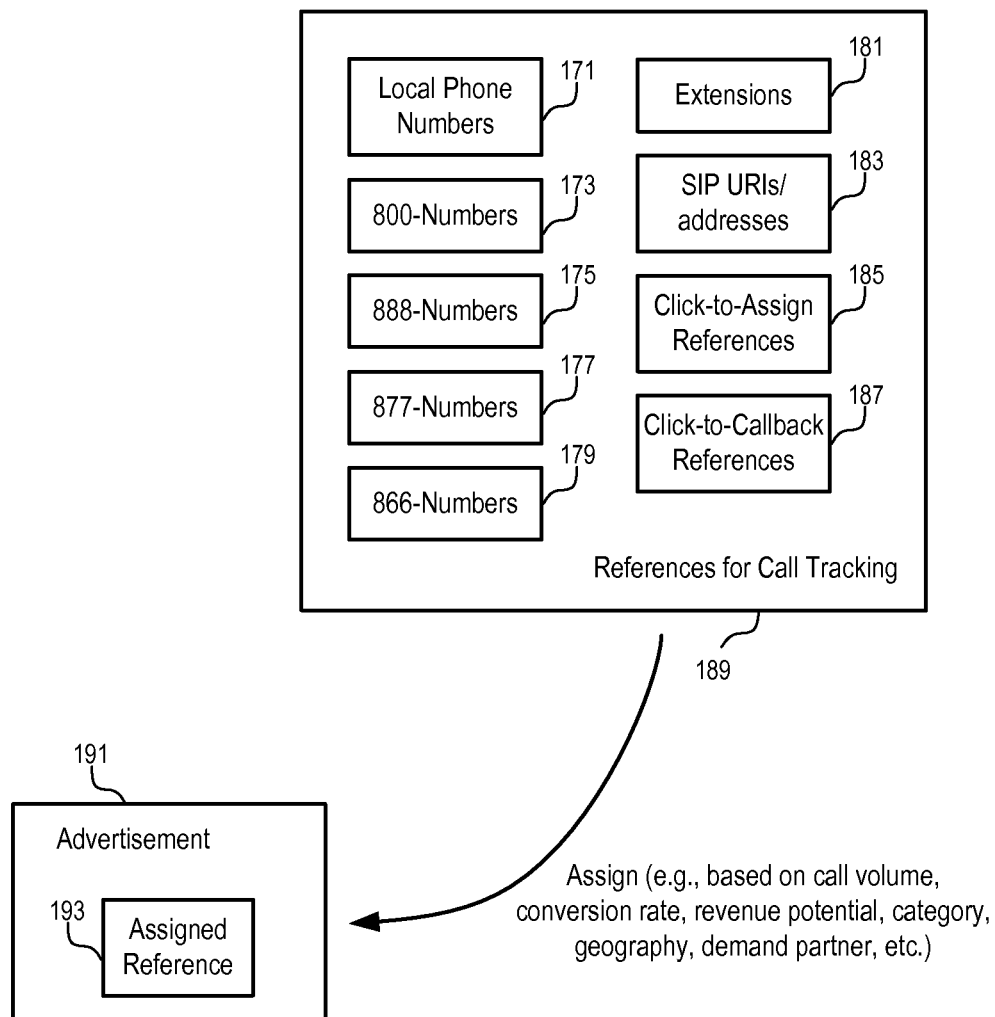 171
Local Phone
Numbers
173
800-Numbers
175
888-Numbers
177
877-Numbers
179
866-Numbers
181
Extensions
183
SIP URIs/
addresses
185
Click-to-Assign
References
187
Click-to-Callback
References
References for Call Tracking
189
191
Advertisement
193
Assigned
Reference
Assign (e.g., based on call volume,
conversion rate, revenue potential, category,
geography, demand partner, etc.)